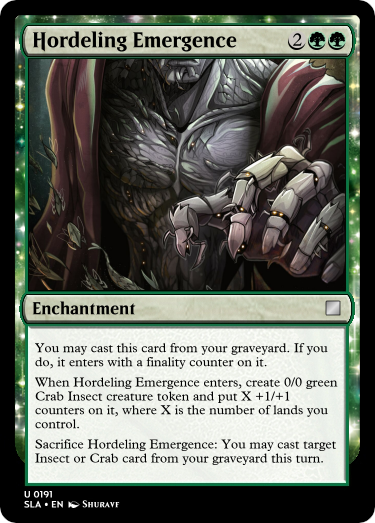 Hordeling Emergence 2
Enchantment
You may cast this card from your graveyard. If you
do, it enters with a finality counter on it.
When Hordeling Emergence enters, create 0/0 green
Crab Insect creature token and put X +1/+1
counters on it, where X is the number of lands you
control.
Sacrifice Hordeling Emergence: You may cast target
Insect or Crab card from your graveyard this turn.
U 0191
SLA • EN Shurave